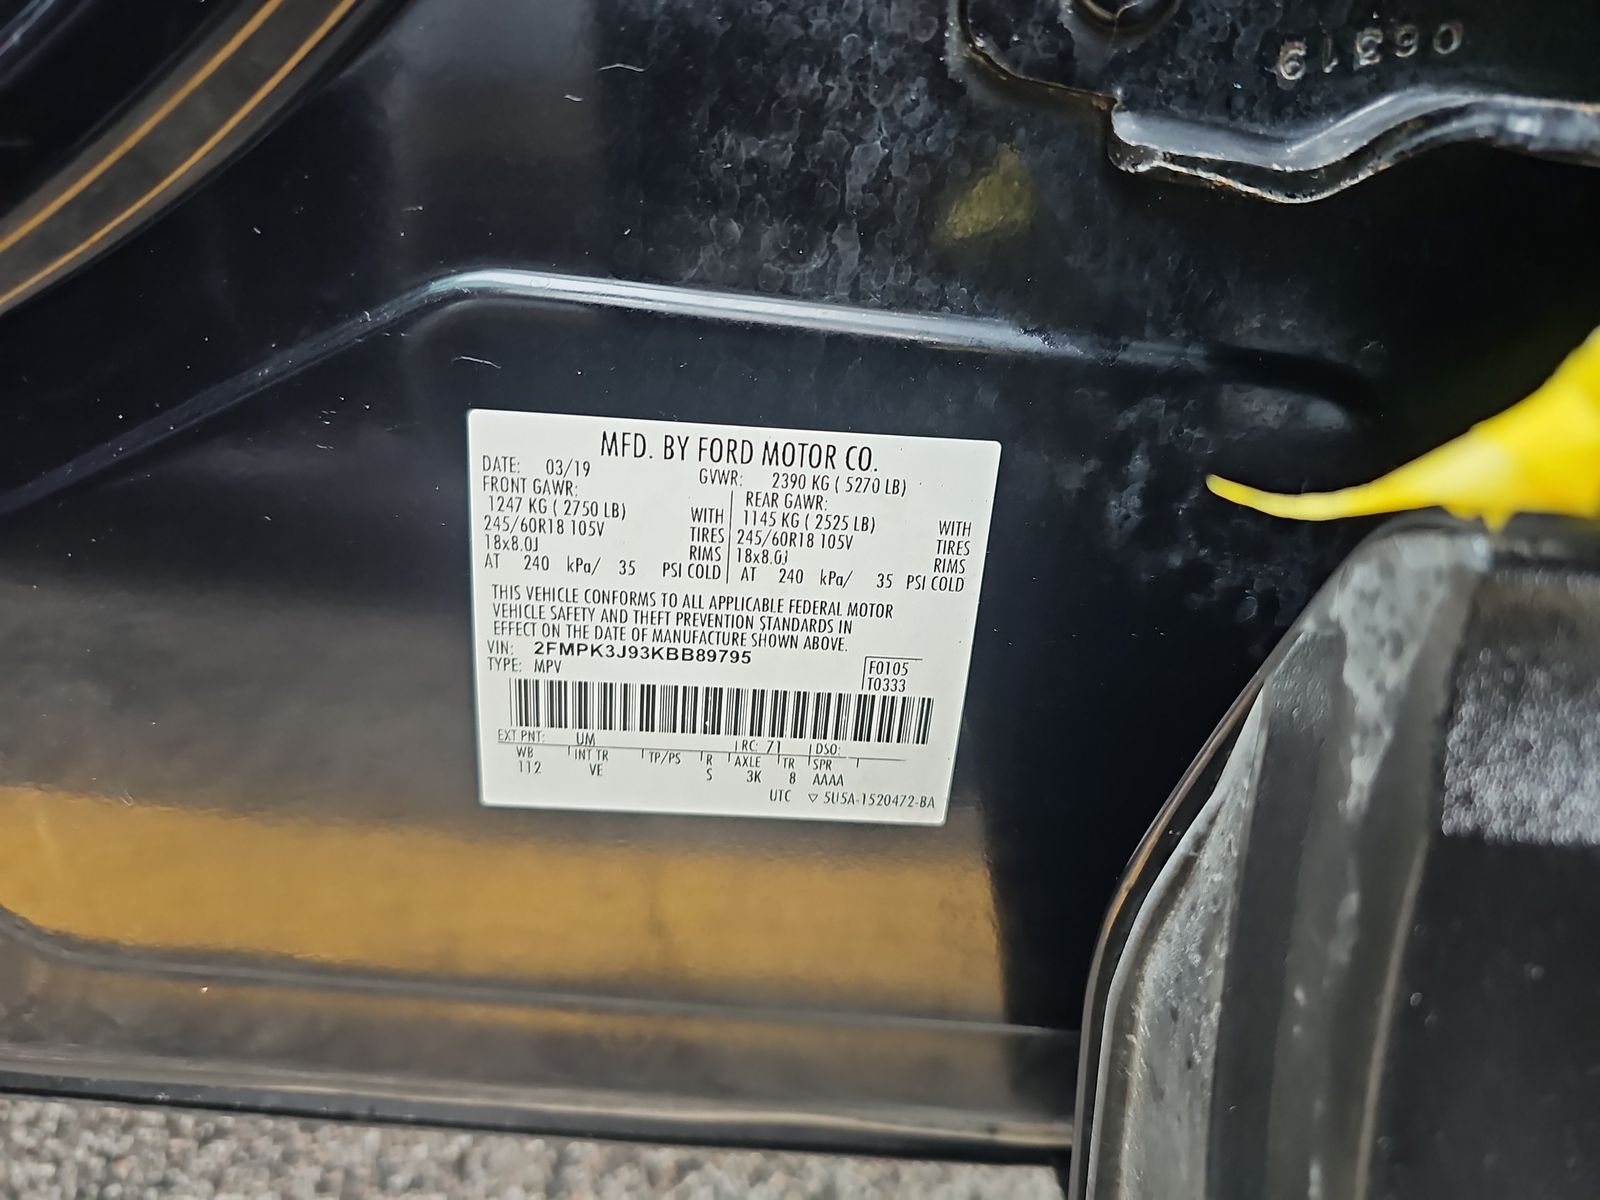 06319
MFD. BY FORD MOTOR CO.
DATE: 03/19 GVWR: 2390 KG ( 5270 LB)
FRONT GAWR: REAR GAWR:
1247 KG ( 2750 LB) WITH 1145 KG ( 2525 LB) WITH
245/60R18 105V TIRES 245/60R18 105V TIRES
18x8.0J RIMS 18x8.0J RIMS
AT 240 kPa/ 35 PSI COLD AT 240 kPa/ 35 PSI COLD
THIS VEHICLE CONFORMS TO ALL APPLICABLE FEDERAL MOTOR
VEHICLE SAFETY AND THEFT PREVENTION STANDARDS IN
EFFECT ON THE DATE OF MANUFACTURE SHOWN ABOVE.
VIN: 2FMPK3J93KBB89795
TYPE: MPV F0105
T0333
EXT PNT: UM RC: 71 DSO:
WB INT TR TP/PS R AXLE TR SPR
112 VE S 3K 8 AAAA
UTC ▽ 5U5A-1520472-BA